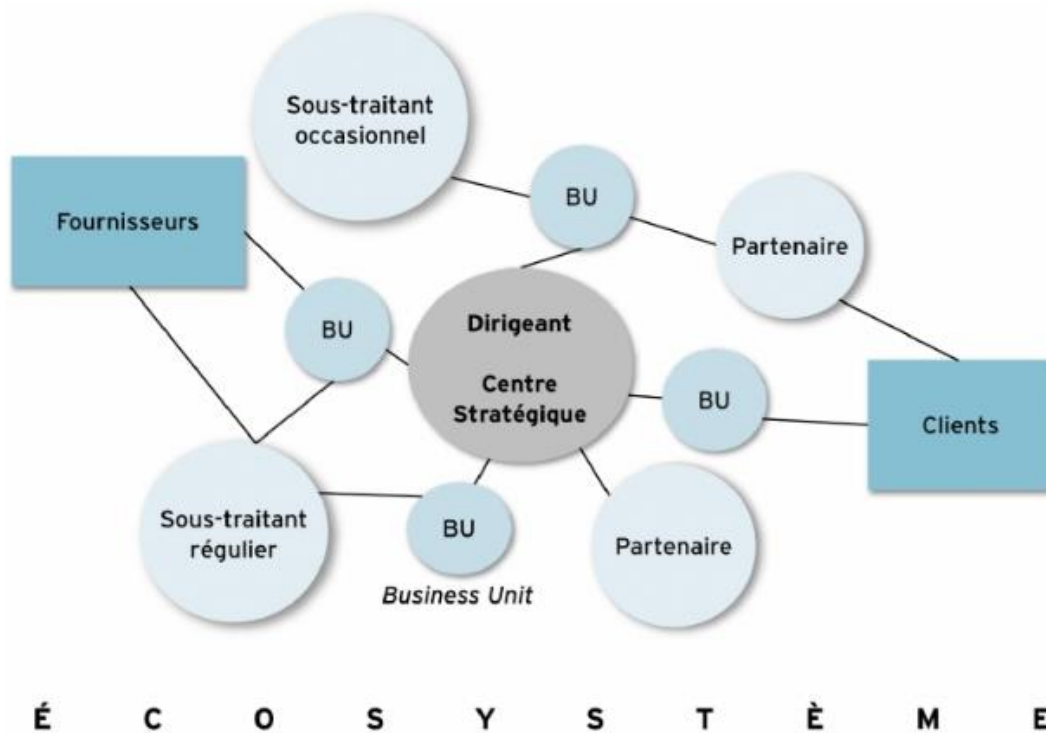 Sous-traitant
occasionnel
BU
Fournisseurs
Partenaire
BU
Dirigeant
Centre
Stratégique
BU
Clients
Sous-traitant
régulier
BU
Partenaire
Business Unit
É C O S Y S T È M E